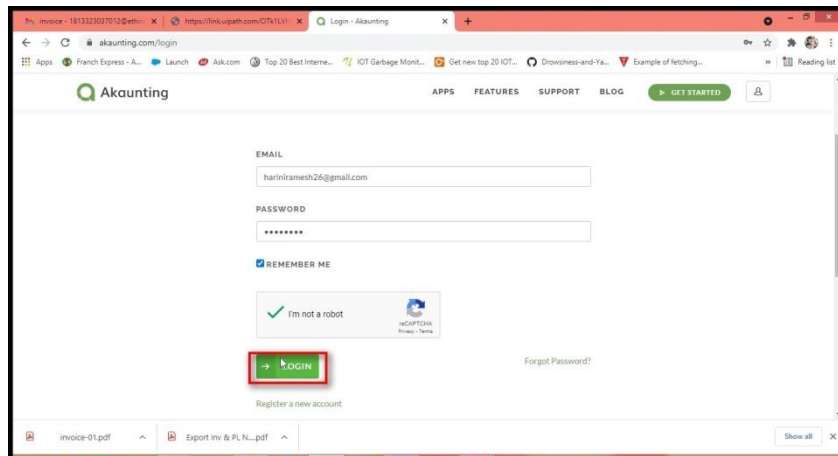 invoice - 1813323037012@ethira
https://link.uipath.com/OTk1LVH
Login - Akaunting
akaunting.com/login
Apps
Franch Express - A...
Launch
Ask.com
Top 20 Best Interne...
IOT Garbage Monit...
Get new top 20 IOT...
Drowsiness-and-Ya...
Example of fetching...
»
Reading list
Akaunting
APPS FEATURES SUPPORT BLOG GET STARTED
EMAIL
hariniramesh26@gmail.com
PASSWORD
••••••••
REMEMBER ME
I'm not a robot
reCAPTCHA
Privacy - Terms
LOGIN
Forgot Password?
Register a new account
invoice-01.pdf
Export Inv & PL N....pdf
Show all